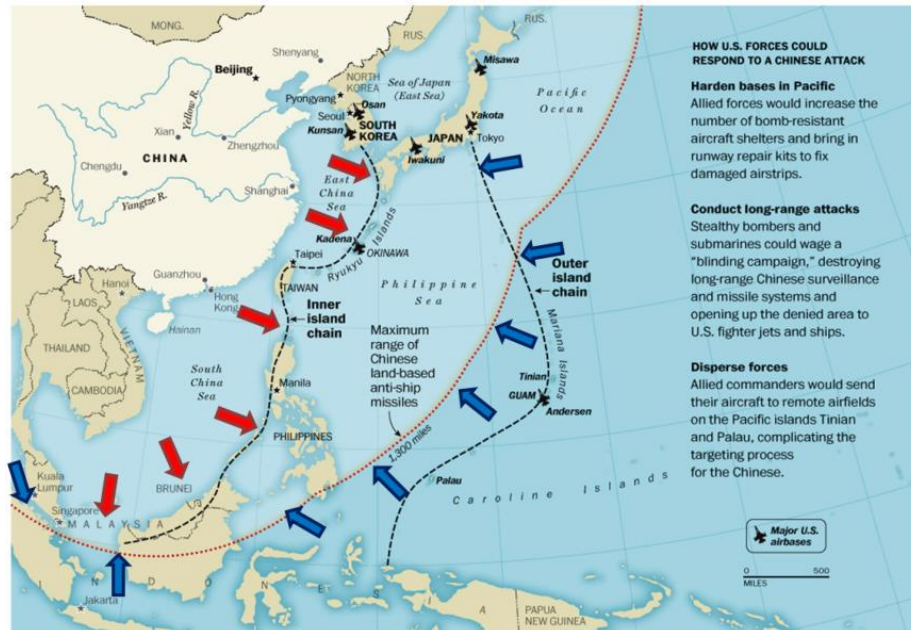 MONG.
RUS.
RUS.
Shenyang
Beijing
NORTH
KOREA
Sea of Japan
(East Sea)
Misawa
Pacific
Ocean
Pyongyang
Osan
Seoul
Kunsan
SOUTH
KOREA
JAPAN
Yakota
Tokyo
Iwakuni
Yellow R.
Xian
Zhengzhou
CHINA
Chengdu
Shanghai
Yangtze R.
East
China
Sea
Kadena
OKINAWA
Ryukyu Islands
Taipei
TAIWAN
Guangzhou
Hong
Kong
Hanoi
LAOS
Hainan
VIETNAM
THAILAND
CAMBODIA
Inner
island
chain
Philippine
Sea
Outer
island
chain
Mariana Islands
South
China
Sea
Manila
PHILIPPINES
Maximum
range of
Chinese
land-based
anti-ship
missiles
1,300 miles
Tinian
GUAM
Andersen
Palau
Caroline Islands
Kuala
Lumpur
BRUNEI
Singapore
MALAYSIA
INDONES
A
Jakarta
PAPUA
NEW GUINEA
HOW U.S. FORCES COULD
RESPOND TO A CHINESE ATTACK
Harden bases in Pacific
Allied forces would increase the
number of bomb-resistant
aircraft shelters and bring in
runway repair kits to fix
damaged airstrips.
Conduct long-range attacks
Stealthy bombers and
submarines could wage a
“blinding campaign,” destroying
long-range Chinese surveillance
and missile systems and
opening up the denied area to
U.S. fighter jets and ships.
Disperse forces
Allied commanders would send
their aircraft to remote airfields
on the Pacific islands Tinian
and Palau, complicating the
targeting process
for the Chinese.
Major U.S.
airbases
0 500
MILES